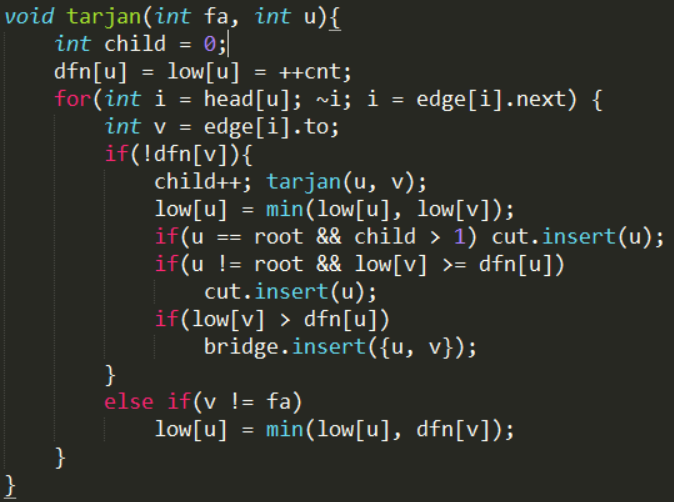 void tarjan(int fa, int u){
    int child = 0;
    dfn[u] = low[u] = ++cnt;
    for(int i = head[u]; ~i; i = edge[i].next) {
        int v = edge[i].to;
        if(!dfn[v]){
            child++; tarjan(u, v);
            low[u] = min(low[u], low[v]);
            if(u == root && child > 1) cut.insert(u);
            if(u != root && low[v] >= dfn[u])
                cut.insert(u);
            if(low[v] > dfn[u])
                bridge.insert({u, v});
        }
        else if(v != fa)
            low[u] = min(low[u], dfn[v]);
    }
}